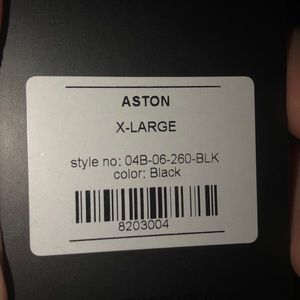 ASTON
X-LARGE
style no: 04B-06-260-BLK
color: Black
8203004